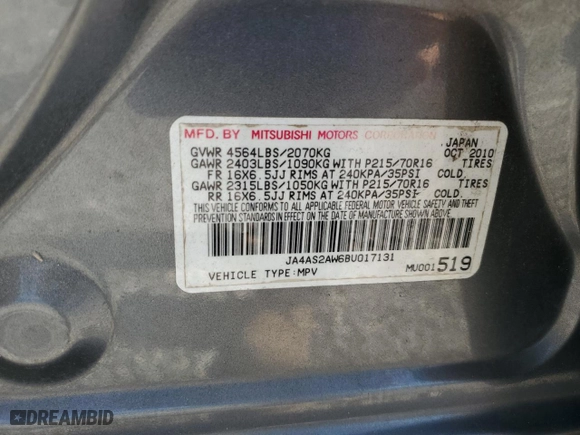 MFD. BY MITSUBISHI MOTORS CORPORATION JAPAN
GVWR 4564LBS/2070KG OCT 2010
GAWR 2403LBS/1090KG WITH P215/70R16 TIRES
FR 16X6.5JJ RIMS AT 240KPA/35PSI COLD
GAWR 2315LBS/1050KG WITH P215/70R16 TIRES
RR 16X6.5JJ RIMS AT 240KPA/35PSI COLD
THIS VEHICLE CONFORMS TO ALL APPLICABLE FEDERAL MOTOR VEHICLE SAFETY AND THEFT
PREVENTION STANDARDS IN EFFECT ON THE DATE OF MANUFACTURE SHOWN ABOVE.
JA4AS2AW6BU017131
VEHICLE TYPE:MPV MU001519
DREAMBID